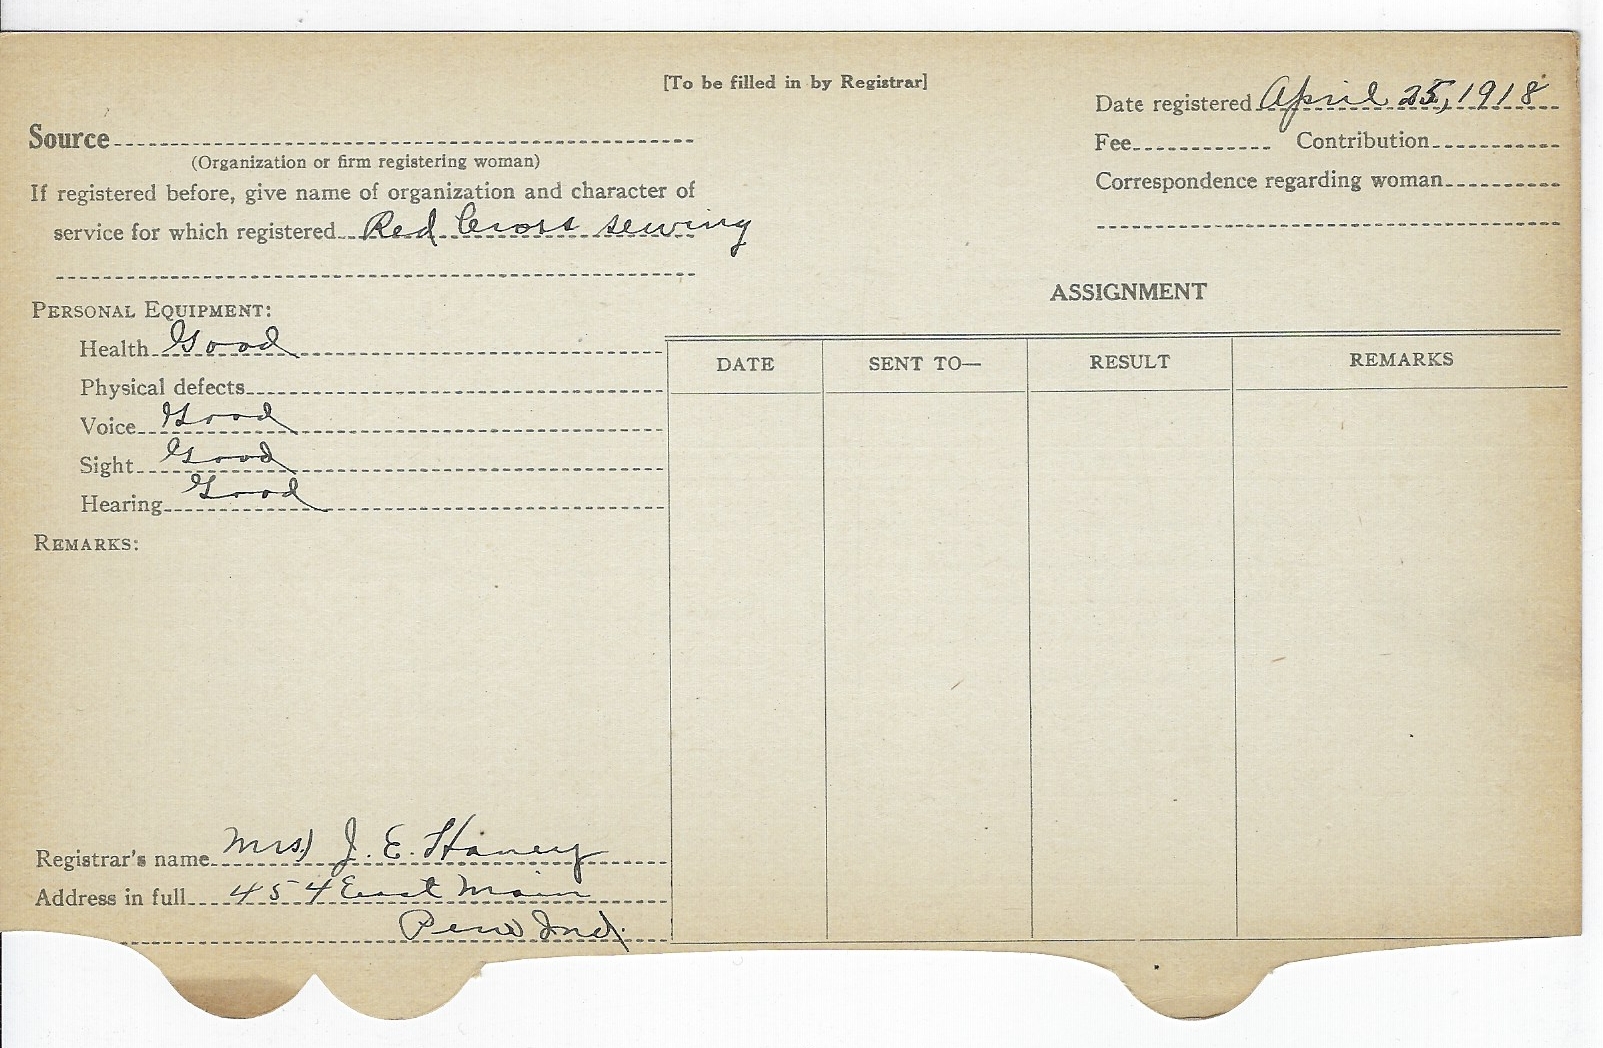 [To be filled in by Registrar]
Date registered April 25, 1918
Source
Fee Contribution
(Organization or firm registering woman)
Correspondence regarding woman
If registered before, give name of organization and character of
service for which registered Red Cross sewing
ASSIGNMENT
PERSONAL EQUIPMENT:
Health Good
DATE SENT TO— RESULT REMARKS
Physical defects
Voice Good
Sight Good
Hearing Good
REMARKS:
Registrar's name Mrs J. E. Haney
Address in full 454 East Main
Peru Ind.